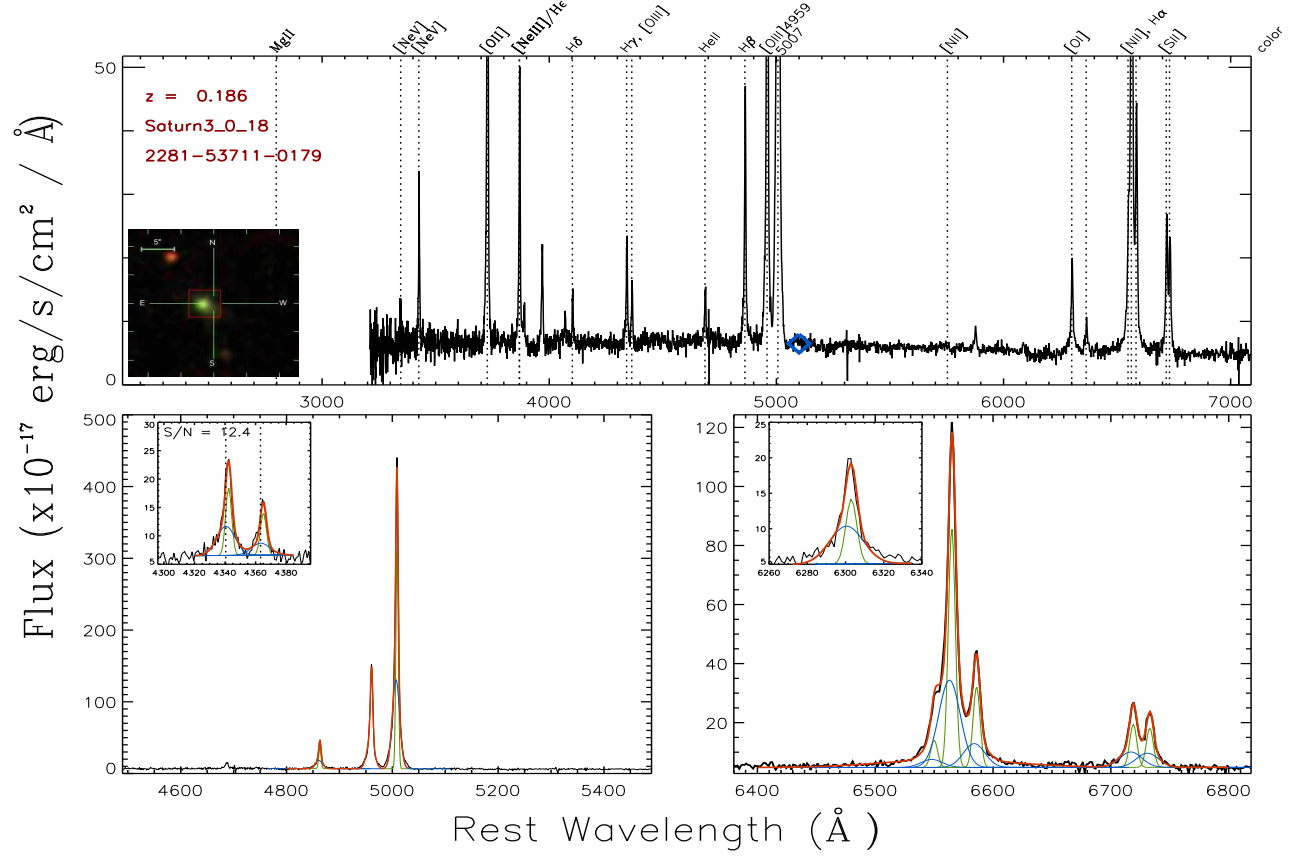 MgII [NeV] [NeV] [OII] [NeIII]/He Hδ Hγ, [OIII] HeII Hβ [OIII]4959 5007 [NII] [OI] [NII], Hα [SII] color
50
0
z = 0.186
Saturn3_0_18
2281-53711-0179
5"
N
E
W
S
3000 4000 5000 6000 7000
Flux (x10⁻¹⁷ erg/s/cm² / Å)
500
400
300
200
100
0
S/N = 12.4
30
25
20
15
10
5
4300 4320 4340 4360 4380
4600 4800 5000 5200 5400
120
100
80
60
40
20
25
20
15
10
5
6260 6280 6300 6320 6340
6400 6500 6600 6700 6800
Rest Wavelength (Å)